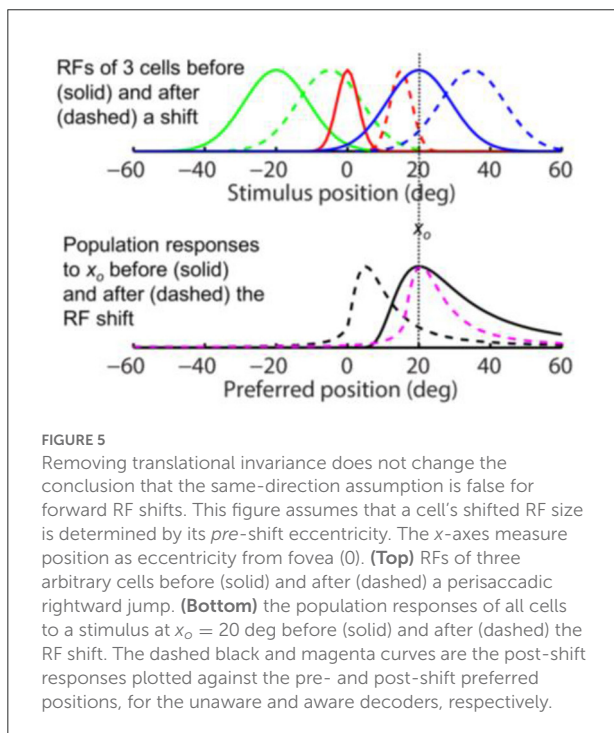 RFs of 3 cells before
(solid) and after
(dashed) a shift
−60 −40 −20 0 20 40 60
Stimulus position (deg)
xo
Population responses
to xo before (solid)
and after (dashed) the
RF shift
−60 −40 −20 0 20 40 60
Preferred position (deg)
FIGURE 5
Removing translational invariance does not change the
conclusion that the same-direction assumption is false for
forward RF shifts. This figure assumes that a cell's shifted RF size
is determined by its pre-shift eccentricity. The x-axes measure
position as eccentricity from fovea (0). (Top) RFs of three
arbitrary cells before (solid) and after (dashed) a perisaccadic
rightward jump. (Bottom) the population responses of all cells
to a stimulus at xo = 20 deg before (solid) and after (dashed) the
RF shift. The dashed black and magenta curves are the post-shift
responses plotted against the pre- and post-shift preferred
positions, for the unaware and aware decoders, respectively.